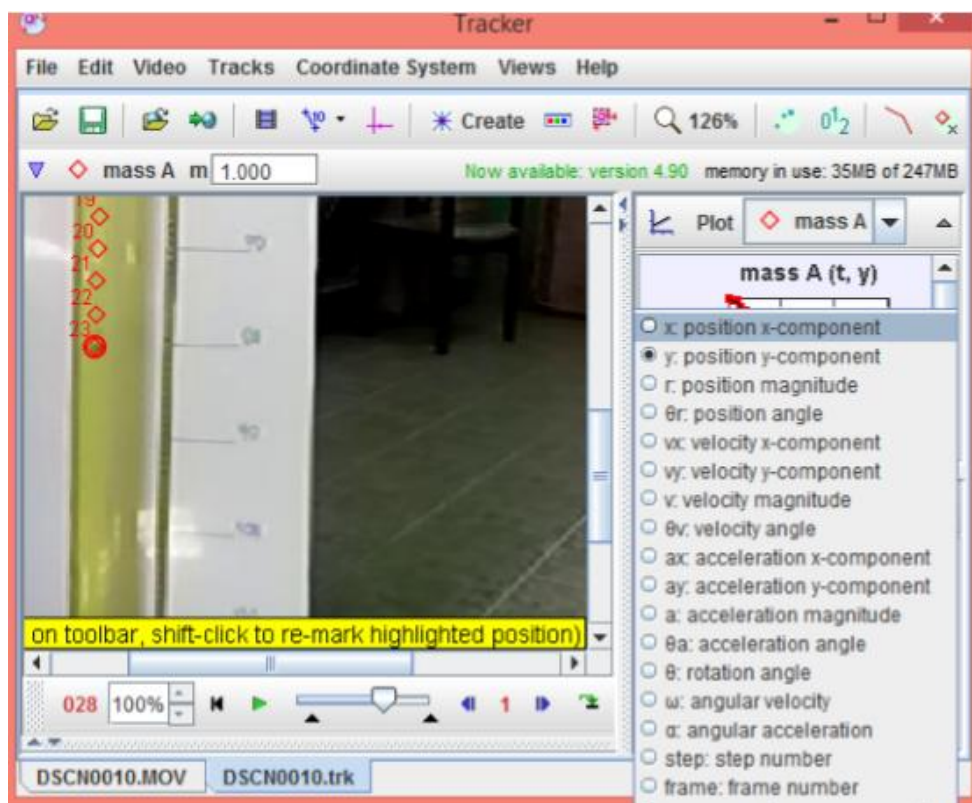 Tracker
File Edit Video Tracks Coordinate System Views Help
Create 126%
mass A m 1.000 Now available: version 4.90 memory in use: 35MB of 247MB
19
20
21
22
23
Plot mass A
mass A (t, y)
x: position x-component
y: position y-component
r: position magnitude
θr: position angle
vx: velocity x-component
vy: velocity y-component
v: velocity magnitude
θv: velocity angle
ax: acceleration x-component
ay: acceleration y-component
a: acceleration magnitude
θa: acceleration angle
θ: rotation angle
ω: angular velocity
α: angular acceleration
step: step number
frame: frame number
on toolbar, shift-click to re-mark highlighted position)
028 100% 1
DSCN0010.MOV DSCN0010.trk